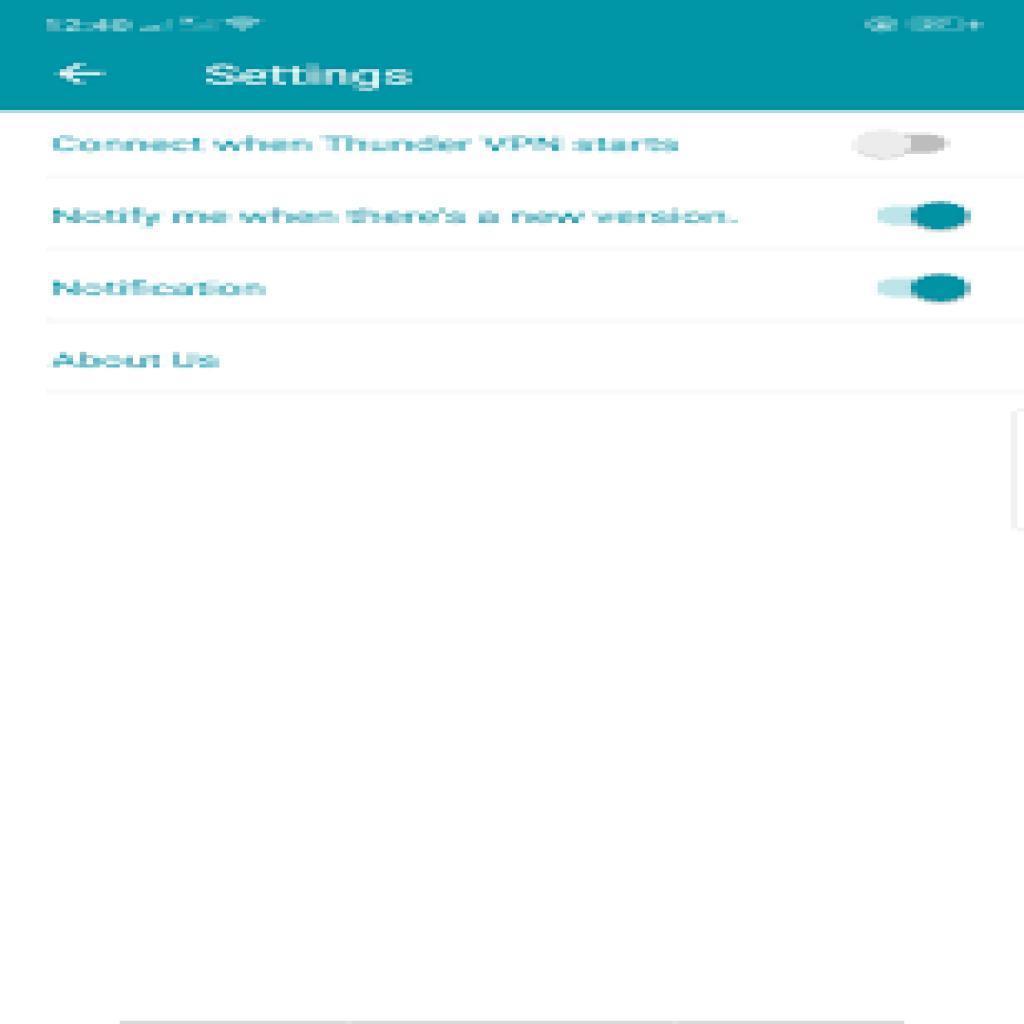 12:40
Settings
Connect when Thunder VPN starts
Notify me when there's a new version.
Notification
About Us